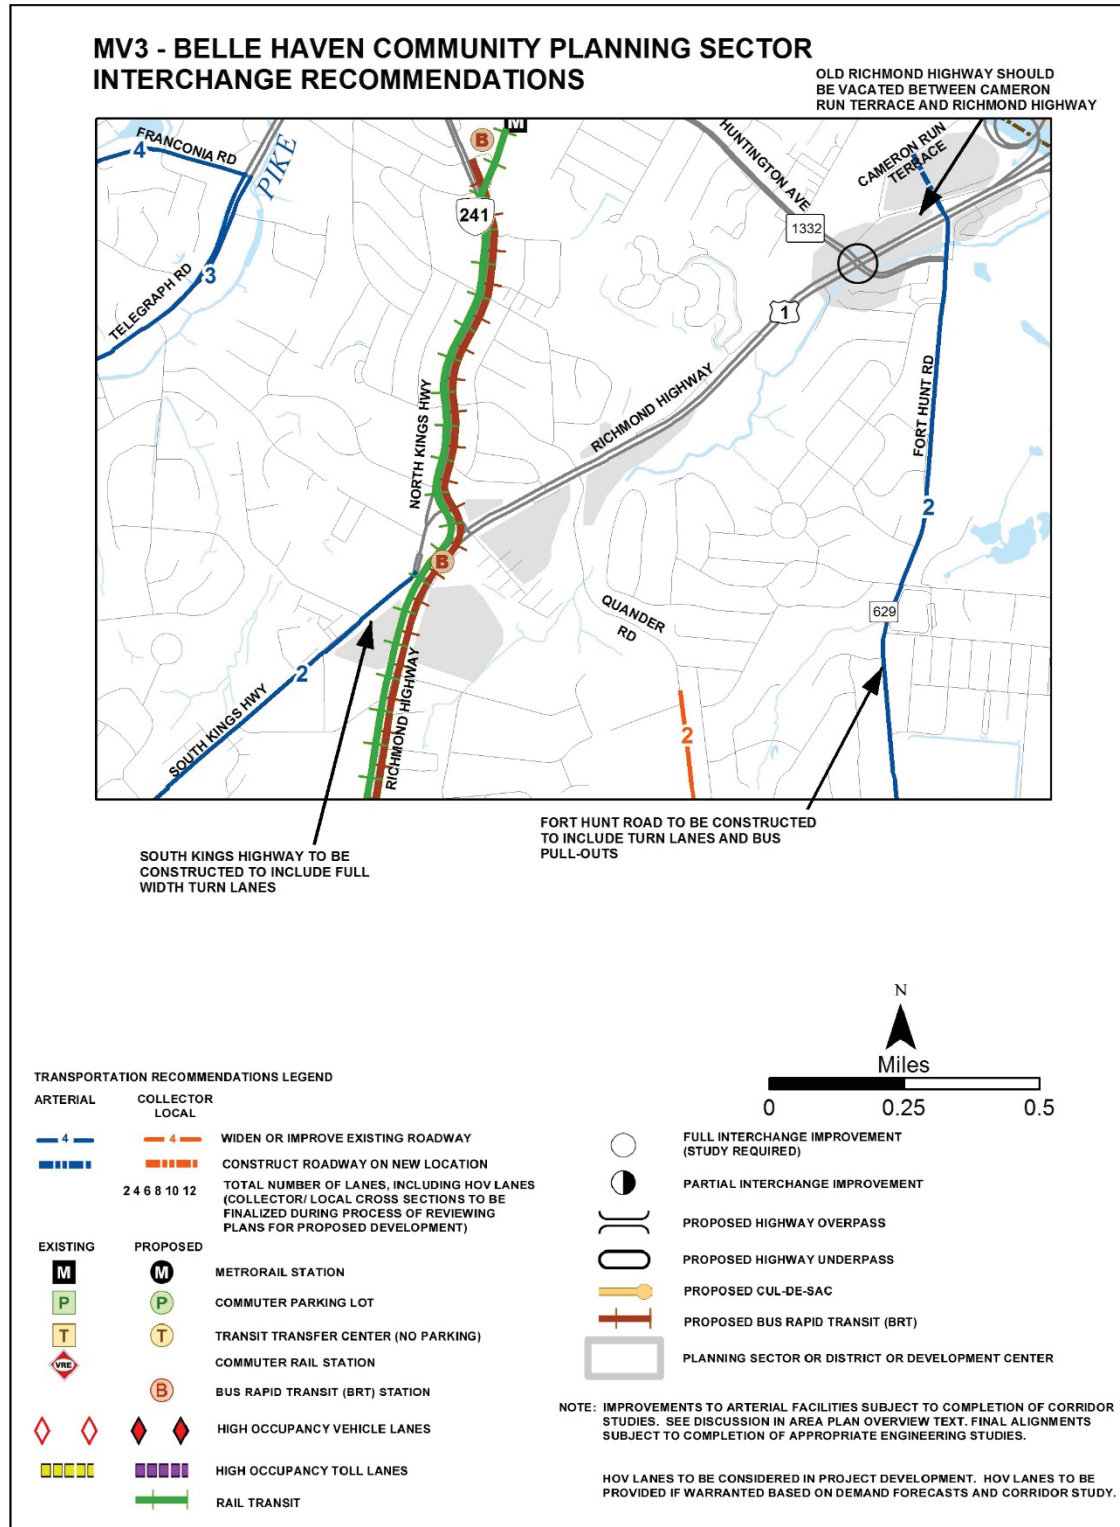 MV3 - BELLE HAVEN COMMUNITY PLANNING SECTOR
INTERCHANGE RECOMMENDATIONS
OLD RICHMOND HIGHWAY SHOULD
BE VACATED BETWEEN CAMERON
RUN TERRACE AND RICHMOND HIGHWAY
FRANCONIA RD
4
PIKE
B
M
241
HUNTINGTON AVE
CAMERON RUN
TERRACE
1332
3
TELEGRAPH RD
1
RICHMOND HIGHWAY
NORTH KINGS HWY
FORT HUNT RD
2
B
QUANDER
RD
629
2
SOUTH KINGS HWY
RICHMOND HIGHWAY
2
SOUTH KINGS HIGHWAY TO BE
CONSTRUCTED TO INCLUDE FULL
WIDTH TURN LANES
FORT HUNT ROAD TO BE CONSTRUCTED
TO INCLUDE TURN LANES AND BUS
PULL-OUTS
N
Miles
0 0.25 0.5
TRANSPORTATION RECOMMENDATIONS LEGEND
ARTERIAL COLLECTOR
LOCAL
4 4 WIDEN OR IMPROVE EXISTING ROADWAY
CONSTRUCT ROADWAY ON NEW LOCATION
2 4 6 8 10 12 TOTAL NUMBER OF LANES, INCLUDING HOV LANES
(COLLECTOR/ LOCAL CROSS SECTIONS TO BE
FINALIZED DURING PROCESS OF REVIEWING
PLANS FOR PROPOSED DEVELOPMENT)
EXISTING PROPOSED
M M METRORAIL STATION
P P COMMUTER PARKING LOT
T T TRANSIT TRANSFER CENTER (NO PARKING)
VRE COMMUTER RAIL STATION
B BUS RAPID TRANSIT (BRT) STATION
HIGH OCCUPANCY VEHICLE LANES
HIGH OCCUPANCY TOLL LANES
RAIL TRANSIT
FULL INTERCHANGE IMPROVEMENT
(STUDY REQUIRED)
PARTIAL INTERCHANGE IMPROVEMENT
PROPOSED HIGHWAY OVERPASS
PROPOSED HIGHWAY UNDERPASS
PROPOSED CUL-DE-SAC
PROPOSED BUS RAPID TRANSIT (BRT)
PLANNING SECTOR OR DISTRICT OR DEVELOPMENT CENTER
NOTE: IMPROVEMENTS TO ARTERIAL FACILITIES SUBJECT TO COMPLETION OF CORRIDOR
STUDIES. SEE DISCUSSION IN AREA PLAN OVERVIEW TEXT. FINAL ALIGNMENTS
SUBJECT TO COMPLETION OF APPROPRIATE ENGINEERING STUDIES.
HOV LANES TO BE CONSIDERED IN PROJECT DEVELOPMENT. HOV LANES TO BE
PROVIDED IF WARRANTED BASED ON DEMAND FORECASTS AND CORRIDOR STUDY.